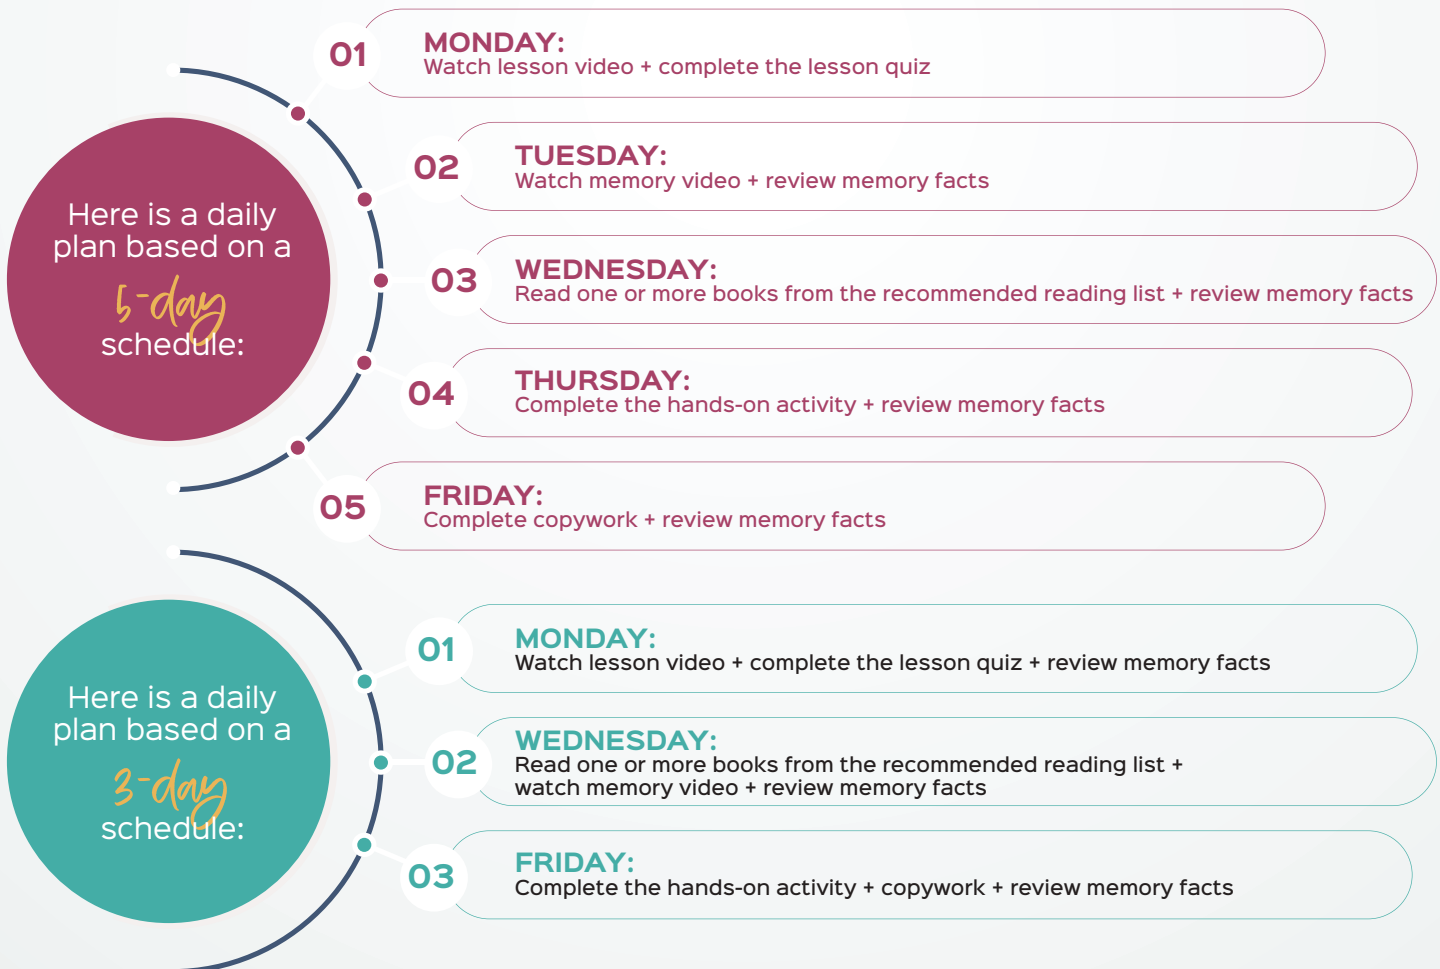 Here is a daily
plan based on a
5-day
schedule:
01
MONDAY:
Watch lesson video + complete the lesson quiz
02
TUESDAY:
Watch memory video + review memory facts
03
WEDNESDAY:
Read one or more books from the recommended reading list + review memory facts
04
THURSDAY:
Complete the hands-on activity + review memory facts
05
FRIDAY:
Complete copywork + review memory facts
Here is a daily
plan based on a
3-day
schedule:
01
MONDAY:
Watch lesson video + complete the lesson quiz + review memory facts
02
WEDNESDAY:
Read one or more books from the recommended reading list +
watch memory video + review memory facts
03
FRIDAY:
Complete the hands-on activity + copywork + review memory facts